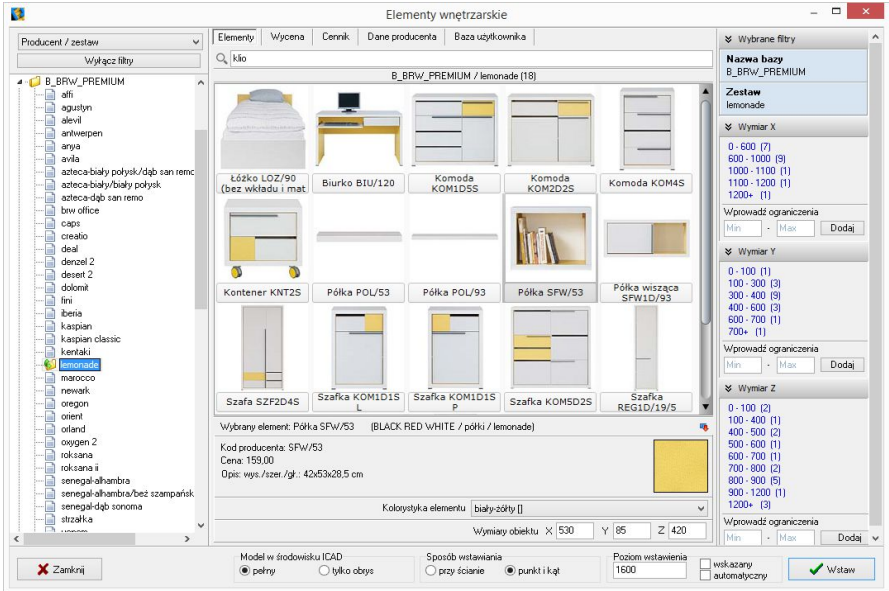 Elementy wnętrzarskie
Producent / zestaw
Wyłącz filtry
B_BRW_PREMIUM
alfi
agustyn
alevil
antwerpen
anya
avila
azteca-biały połysk/dąb san remc
azteca-biały/biały połysk
azteca-dąb san remo
brw office
caps
creatio
deal
denzel 2
desert 2
dolomit
fini
iberia
kaspian
kaspian classic
kentaki
lemonade
marocco
newark
oregon
orient
orland
oxygen 2
roksana
roksana ii
senegal-alhambra
senegal-alhambra/beż szampańsk
senegal-dąb sonoma
strzałka
Elementy Wycena Cennik Dane producenta Baza użytkownika
klio
B_BRW_PREMIUM / lemonade (18)
Łóżko LOZ/90
(bez wkładu i mat
Biurko BIU/120
Komoda
KOM1D5S
Komoda
KOM2D2S
Komoda KOM4S
Kontener KNT2S
Półka POL/53
Półka POL/93
Półka SFW/53
Półka wisząca
SFW1D/93
Szafa SZF2D4S
Szafka KOM1D1S
L
Szafka KOM1D1S
P
Szafka KOM5D2S
Szafka
REG1D/19/5
Wybrany element: Półka SFW/53 (BLACK RED WHITE / półki / lemonade)
Kod producenta: SFW/53
Cena: 159,00
Opis: wys./szer./gł.: 42x53x28,5 cm
Kolorystyka elementu biały-żółty []
Wymiary obiektu X 530 Y 85 Z 420
Wybrane filtry
Nazwa bazy
B_BRW_PREMIUM
Zestaw
lemonade
Wymiar X
0 - 600 (7)
600 - 1000 (9)
1000 - 1100 (1)
1100 - 1200 (1)
1200+ (1)
Wprowadź ograniczenia
Min - Max Dodaj
Wymiar Y
0 - 100 (1)
100 - 300 (3)
300 - 400 (9)
400 - 600 (3)
600 - 700 (1)
700+ (1)
Wprowadź ograniczenia
Min - Max Dodaj
Wymiar Z
0 - 100 (2)
100 - 400 (1)
400 - 500 (2)
500 - 600 (1)
600 - 700 (1)
700 - 800 (2)
800 - 900 (5)
900 - 1200 (1)
1200+ (3)
Wprowadź ograniczenia
Min - Max Dodaj
Zamknij
Model w środowisku ICAD
pełny tylko obrys
Sposób wstawiania
przy ścianie punkt i kąt
Poziom wstawienia
1600
wskazany
automatyczny
Wstaw